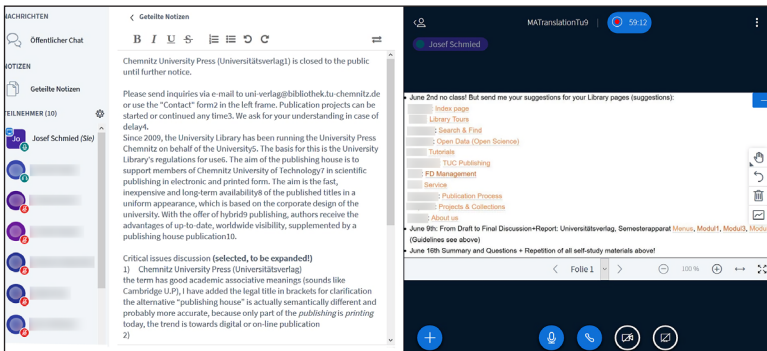 NACHRICHTEN
Öffentlicher Chat
NOTIZEN
Geteilte Notizen
TEILNEHMER (10)
Jo
Josef Schmied (Sie)
Geteilte Notizen
B I U S
Chemnitz University Press (Universitätsverlag1) is closed to the public
until further notice.
Please send inquiries via e-mail to uni-verlag@bibliothek.tu-chemnitz.de
or use the "Contact" form2 in the left frame. Publication projects can be
started or continued any time3. We ask for your understanding in case of
delay4.
Since 2009, the University Library has been running the University Press
Chemnitz on behalf of the University5. The basis for this is the University
Library's regulations for use6. The aim of the publishing house is to
support members of Chemnitz University of Technology7 in scientific
publishing in electronic and printed form. The aim is the fast,
inexpensive and long-term availability8 of the published titles in a
uniform appearance, which is based on the corporate design of the
university. With the offer of hybrid9 publishing, authors receive the
advantages of up-to-date, worldwide visibility, supplemented by a
publishing house publication10.
Critical issues discussion (selected, to be expanded!)
1) Chemnitz University Press (Universitätsverlag)
the term has good academic associative meanings (sounds like
Cambridge U.P), I have added the legal title in brackets for clarification
the alternative "publishing house" is actually semantically different and
probably more accurate, because only part of the publishing is printing
today, the trend is towards digital or on-line publication
2)
MATranslationTu9
59:12
Josef Schmied
• June 2nd no class! But send me your suggestions for your Library pages (suggestions):
Index page
Library Tours
: Search & Find
: Open Data (Open Science)
Tutorials
TUC Publishing
: FD Management
Service
: Publication Process
: Projects & Collections
: About us
• June 9th: From Draft to Final Discussion+Report: Universitätsverlag, Semesterapparat Menus, Modul1, Modul3, Modu
(Guidelines see above)
• June 16th Summary and Questions + Repetition of all self-study materials above!
Folie 1
100 %